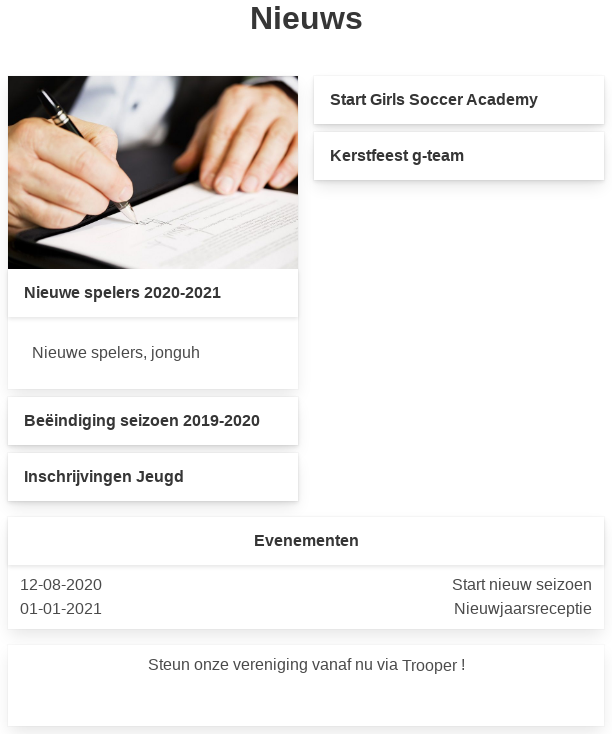 Nieuws
Nieuwe spelers 2020-2021
Nieuwe spelers, jonguh
Beëindiging seizoen 2019-2020
Inschrijvingen Jeugd
Start Girls Soccer Academy
Kerstfeest g-team
Evenementen
12-08-2020 Start nieuw seizoen
01-01-2021 Nieuwjaarsreceptie
Steun onze vereniging vanaf nu via Trooper !